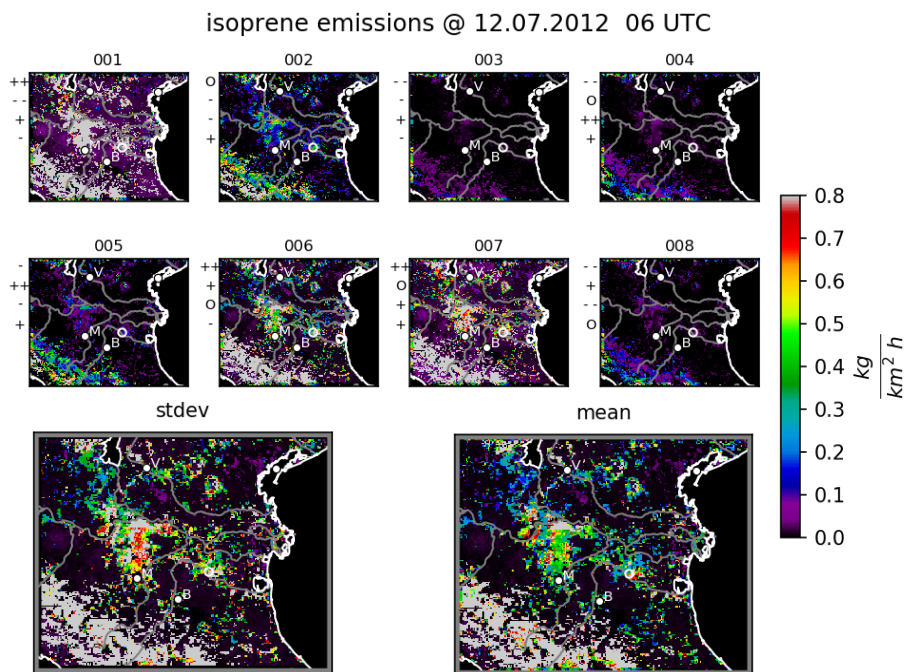 isoprene emissions @ 12.07.2012  06 UTC
001
002
003
004
++
--
+
-
V
M
B
O
-
-
+
V
M
B
--
+
+
-
V
M
B
--
O
++
+
V
M
B
005
006
007
008
-
++
-
+
V
M
B
++
+
O
-
V
M
B
++
O
+
+
V
M
B
--
+
--
O
V
M
B
stdev
mean
V
M
B
V
M
B
0.8
0.7
0.6
0.5
0.4
0.3
0.2
0.1
0.0
kg
km² h